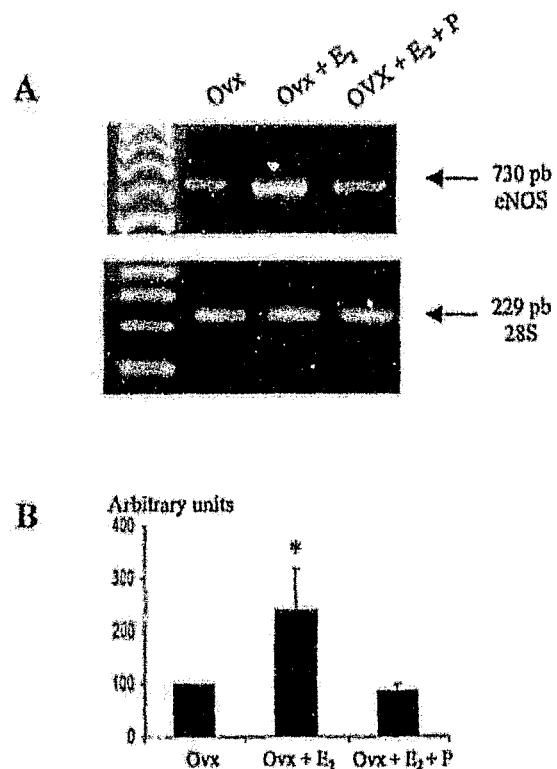 A
Ovx
Ovx + E₂
OVX + E₂ + P
730 pb
eNOS
229 pb
28S
B
Arbitrary units
400
*
300
200
100
0
Ovx
Ovx + E₂
Ovx + E₂ + P